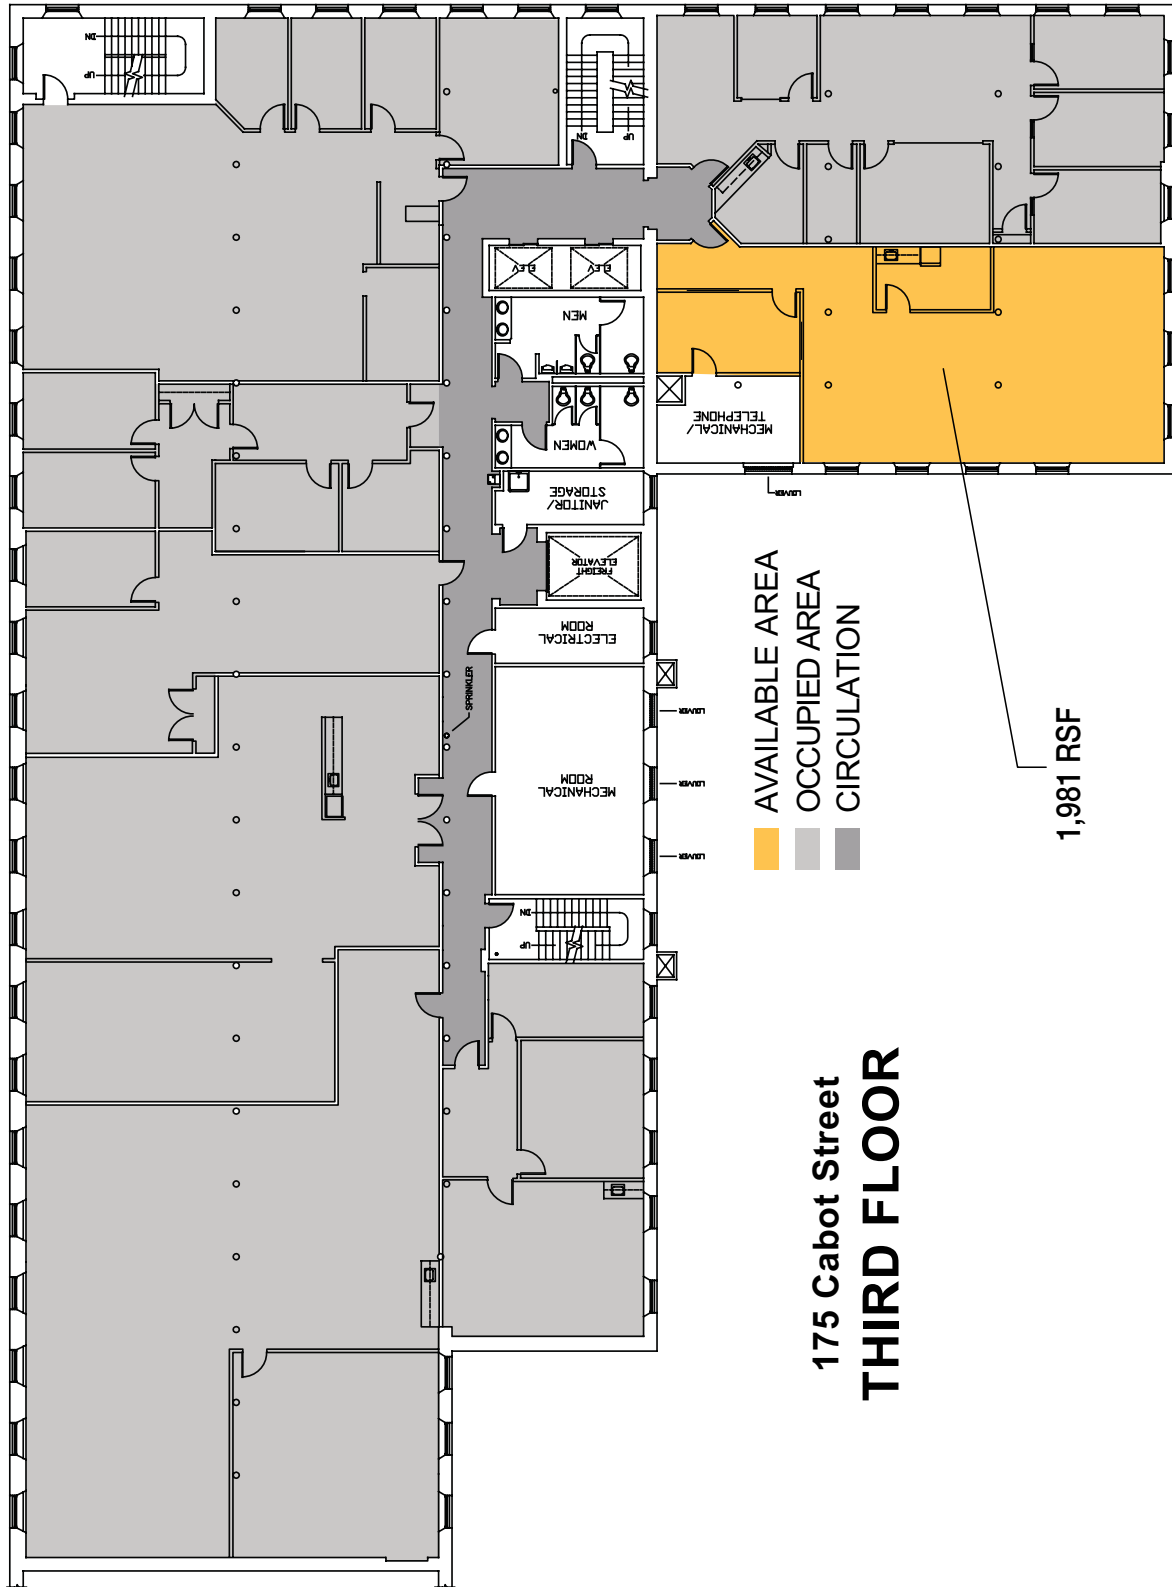 DN
UP
DN
UP
ELEV
ELEV
MEN
WOMEN
MECHANICAL/
TELEPHONE
JANITOR/
STORAGE
LOUVER
FREIGHT
ELEVATOR
ELECTRICAL
ROOM
SPRINKLER
MECHANICAL
ROOM
LOUVER
LOUVER
LOUVER
DN
UP
AVAILABLE AREA
OCCUPIED AREA
CIRCULATION
1,981 RSF
175 Cabot Street
THIRD FLOOR